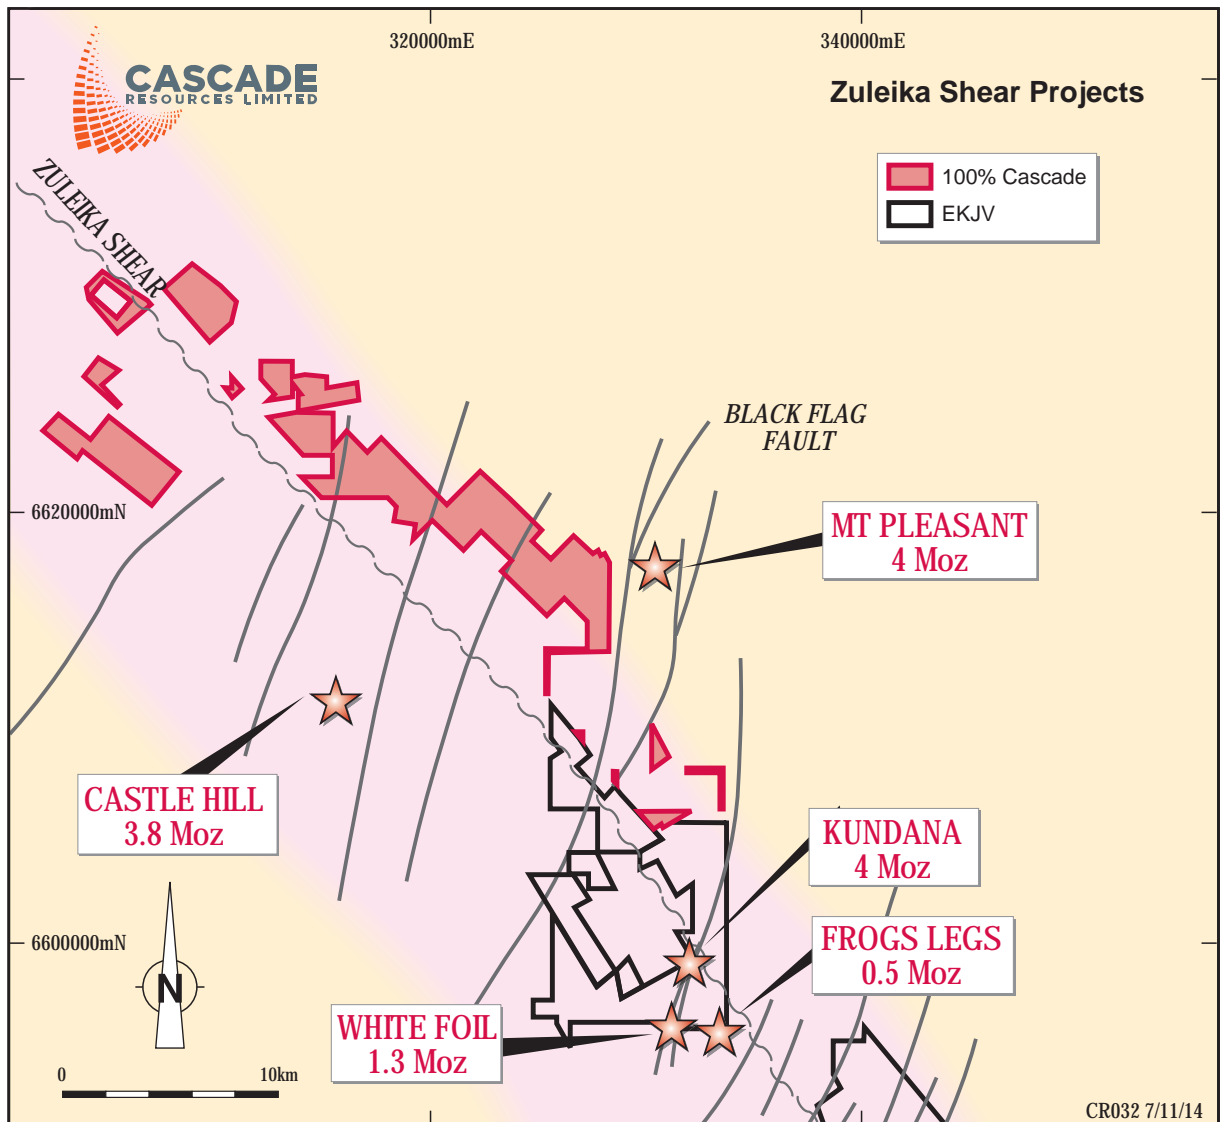 320000mE
340000mE
CASCADE
RESOURCES LIMITED
Zuleika Shear Projects
100% Cascade
EKJV
ZULEIKA SHEAR
BLACK FLAG
FAULT
6620000mN
MT PLEASANT
4 Moz
CASTLE HILL
3.8 Moz
KUNDANA
4 Moz
6600000mN
FROGS LEGS
0.5 Moz
N
WHITE FOIL
1.3 Moz
0
10km
CR032 7/11/14